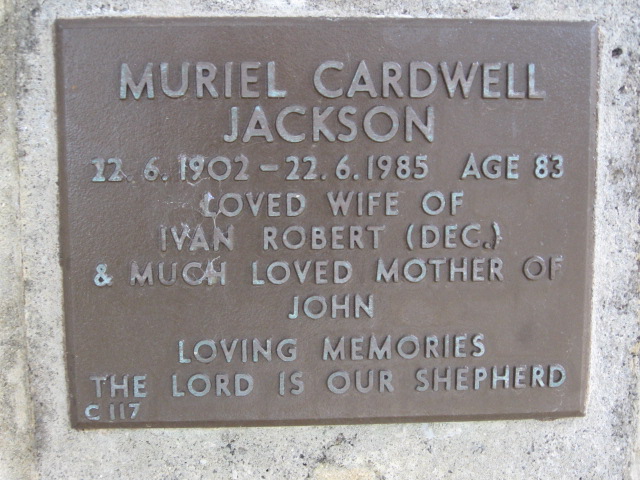 MURIEL CARDWELL
JACKSON
22. 6. 1902 - 22. 6. 1985 AGE 83
LOVED WIFE OF
IVAN ROBERT (DEC.)
& MUCH LOVED MOTHER OF
JOHN
LOVING MEMORIES
THE LORD IS OUR SHEPHERD
C 117